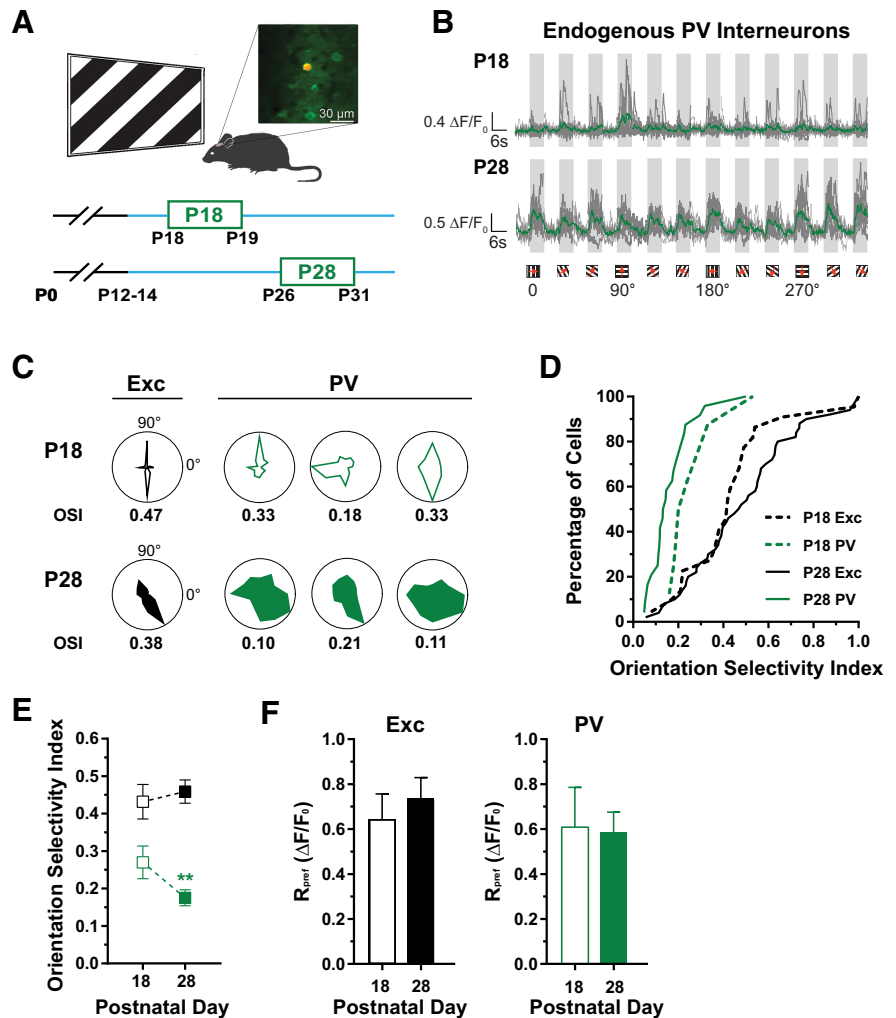 A
30 µm
P18
P18
P19
P28
P0
P12-14
P26
P31
B
Endogenous PV Interneurons
P18
0.4 ΔF/F0
6s
P28
0.5 ΔF/F0
6s
0
90°
180°
270°
C
Exc
PV
90°
P18
0°
OSI
0.47
0.33
0.18
0.33
90°
P28
0°
OSI
0.38
0.10
0.21
0.11
D
Percentage of Cells
100
80
60
40
20
0
P18 Exc
P18 PV
P28 Exc
P28 PV
0.0
0.2
0.4
0.6
0.8
1.0
Orientation Selectivity Index
E
Orientation Selectivity Index
0.6
0.5
0.4
0.3
0.2
0.1
0.0
**
18
28
Postnatal Day
F
Exc
Rpref (ΔF/F0)
1.0
0.8
0.6
0.4
0.2
0.0
18
28
Postnatal Day
PV
Rpref (ΔF/F0)
1.0
0.8
0.6
0.4
0.2
0.0
18
28
Postnatal Day